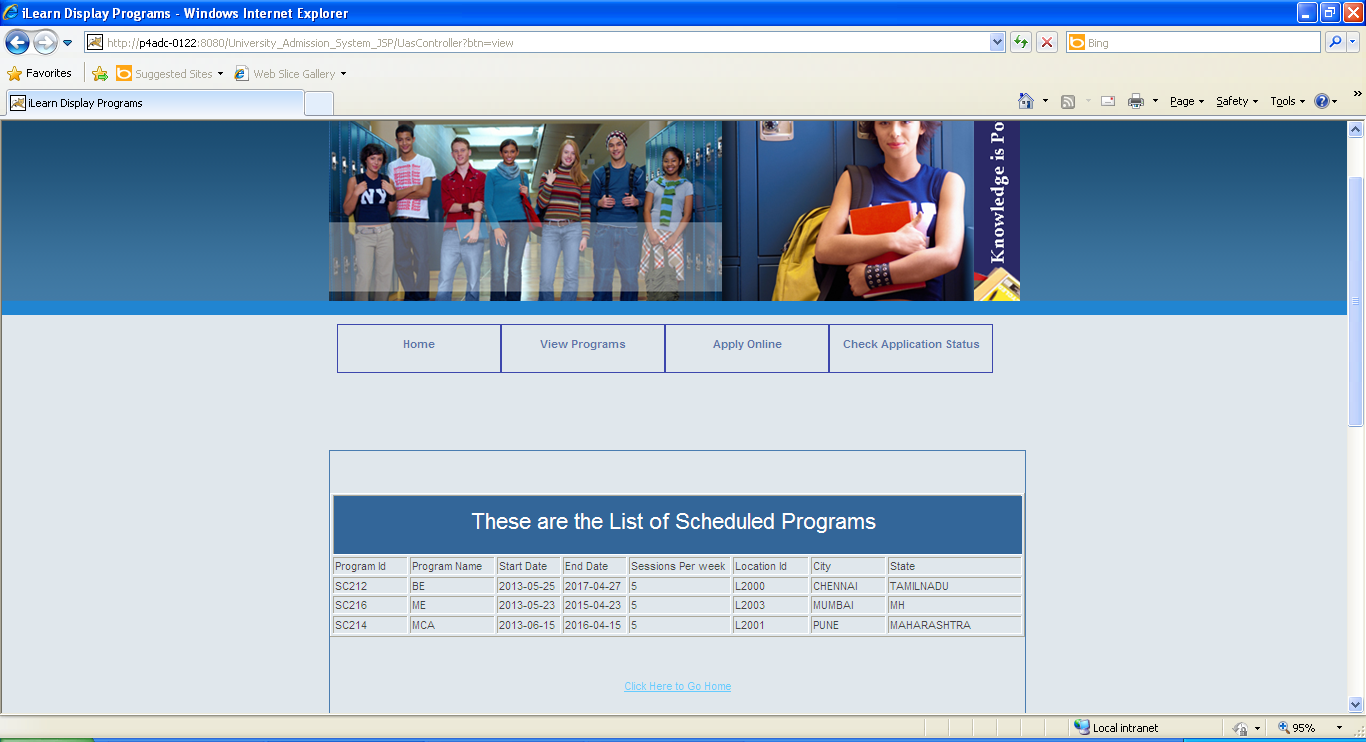 iLearn Display Programs - Windows Internet Explorer
http://p4adc-0122:8080/University_Admission_System_JSP/UasController?btn=view
Bing
Favorites
Suggested Sites
Web Slice Gallery
iLearn Display Programs
Page
Safety
Tools
NY
Knowledge is Po
Home
View Programs
Apply Online
Check Application Status
These are the List of Scheduled Programs
Program Id Program Name Start Date End Date Sessions Per week Location Id City State
SC212 BE 2013-05-25 2017-04-27 5 L2000 CHENNAI TAMILNADU
SC216 ME 2013-05-23 2015-04-23 5 L2003 MUMBAI MH
SC214 MCA 2013-06-15 2016-04-15 5 L2001 PUNE MAHARASHTRA
Click Here to Go Home
Local intranet
95%